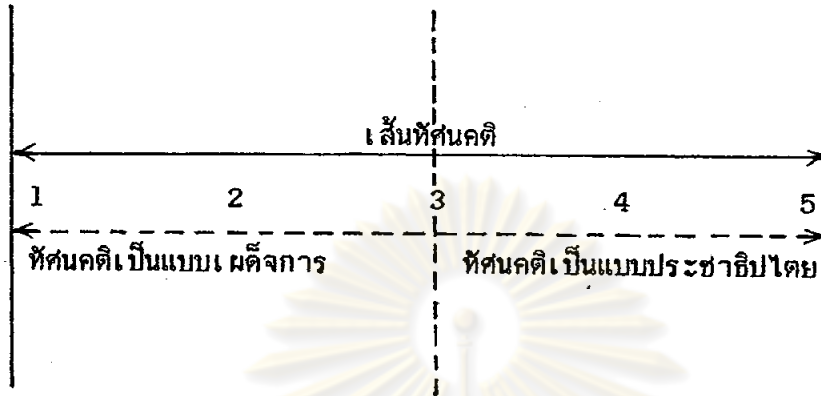 เส้นทัศนคติ
1 2 3 4 5
ทัศนคติเป็นแบบเผด็จการ ทัศนคติเป็นแบบประชาธิปไตย